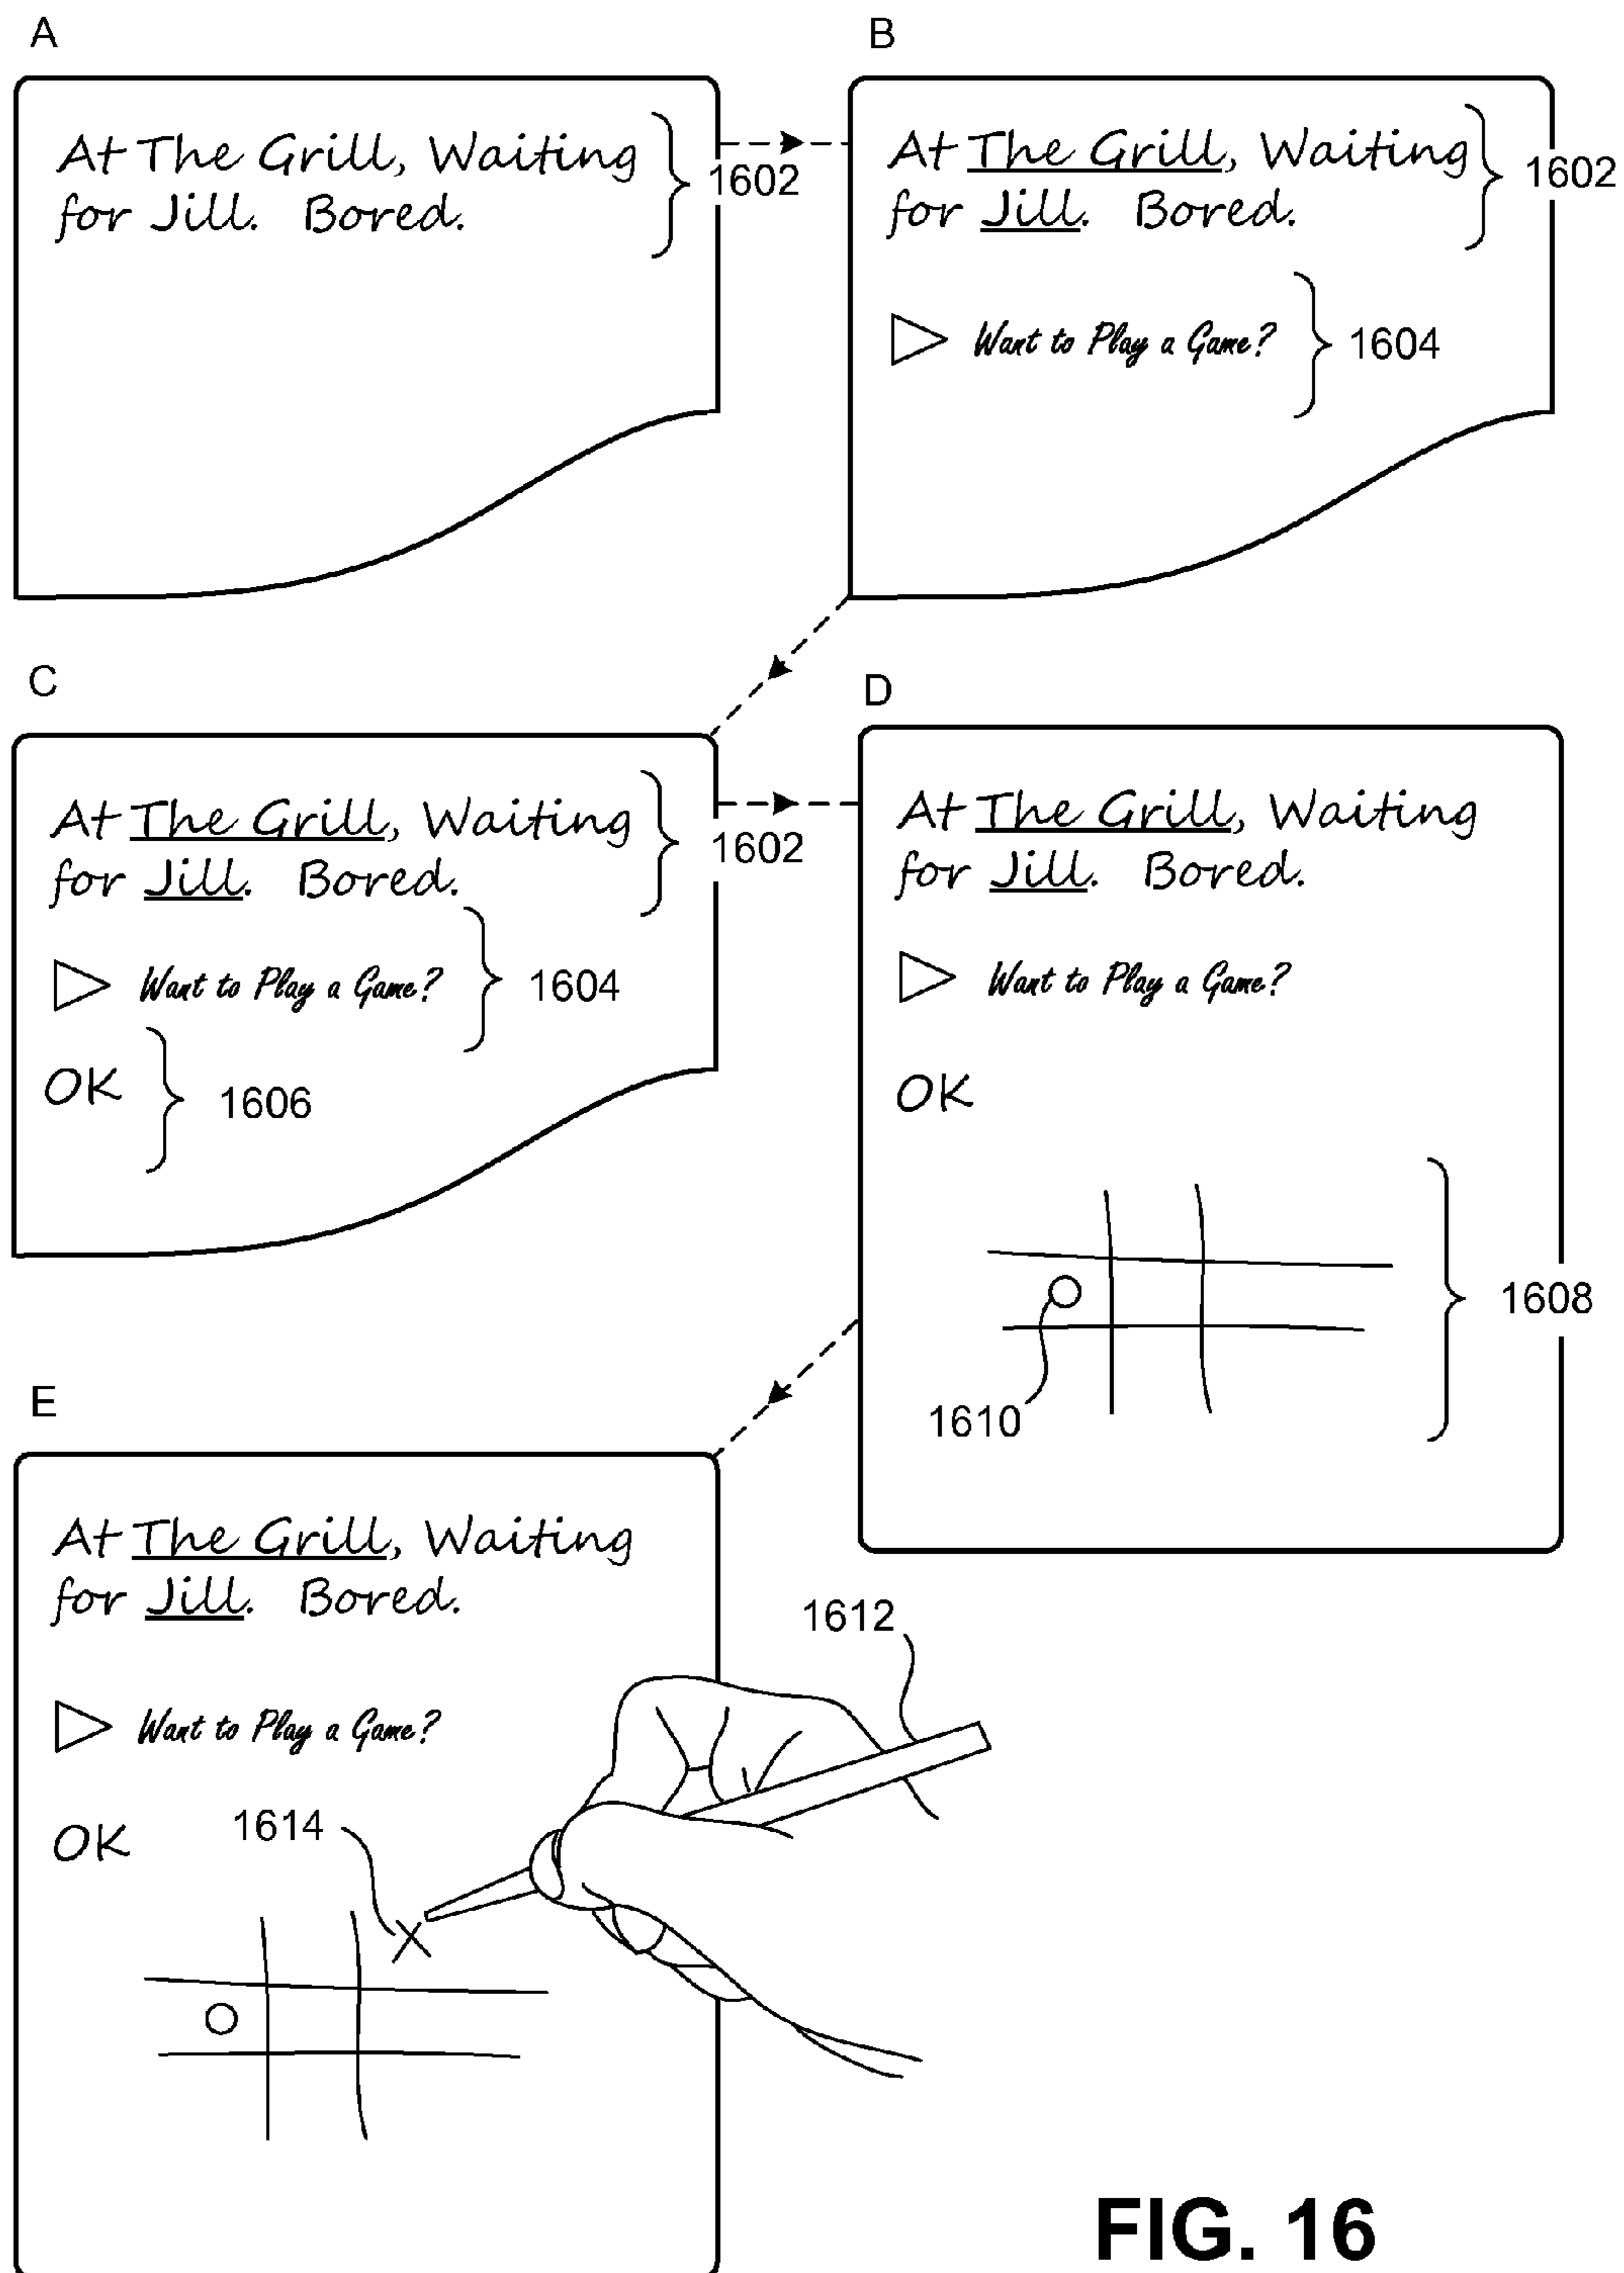 A
At The Grill, Waiting
for Jill. Bored.
1602
B
At The Grill, Waiting
for Jill. Bored.
1602
Want to Play a Game?
1604
C
At The Grill, Waiting
for Jill. Bored.
1602
Want to Play a Game?
1604
OK
1606
D
At The Grill, Waiting
for Jill. Bored.
Want to Play a Game?
OK
O
1608
1610
E
At The Grill, Waiting
for Jill. Bored.
1612
Want to Play a Game?
OK
1614
X
O
FIG. 16